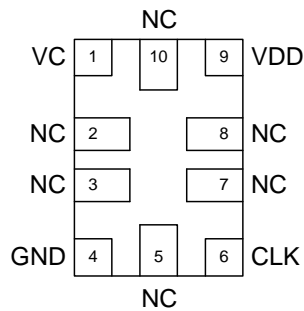 NC
VC 1 10 9 VDD
NC 2 8 NC
NC 3 7 NC
GND 4 5 6 CLK
NC